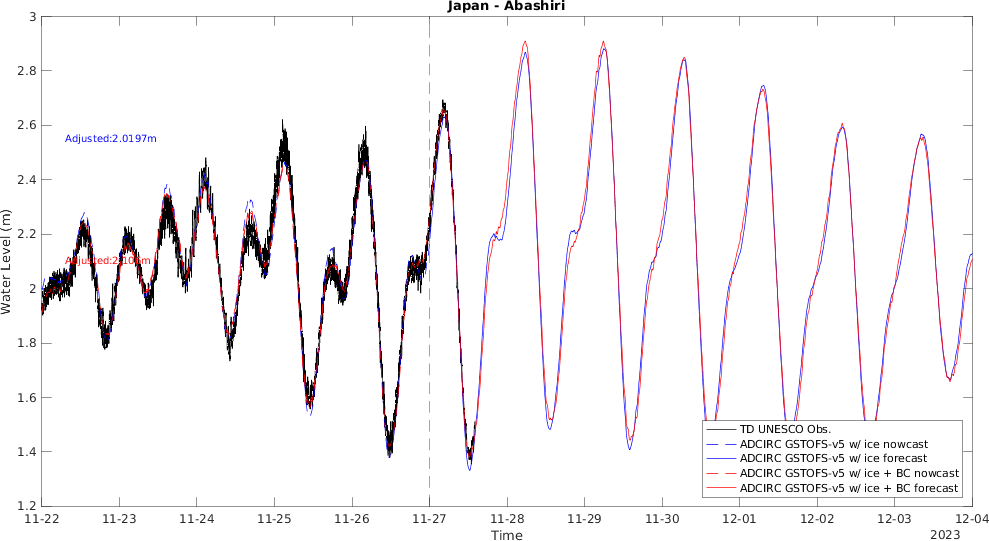 Japan - Abashiri
3
2.8
2.6
2.4
2.2
2
1.8
1.6
1.4
1.2
Water Level (m)
Adjusted:2.0197m
TD UNESCO Obs.
ADCIRC GSTOFS-v5 w/ ice nowcast
ADCIRC GSTOFS-v5 w/ ice forecast
ADCIRC GSTOFS-v5 w/ ice + BC nowcast
ADCIRC GSTOFS-v5 w/ ice + BC forecast
11-22 11-23 11-24 11-25 11-26 11-27 11-28 11-29 11-30 12-01 12-02 12-03 12-04
Time
2023